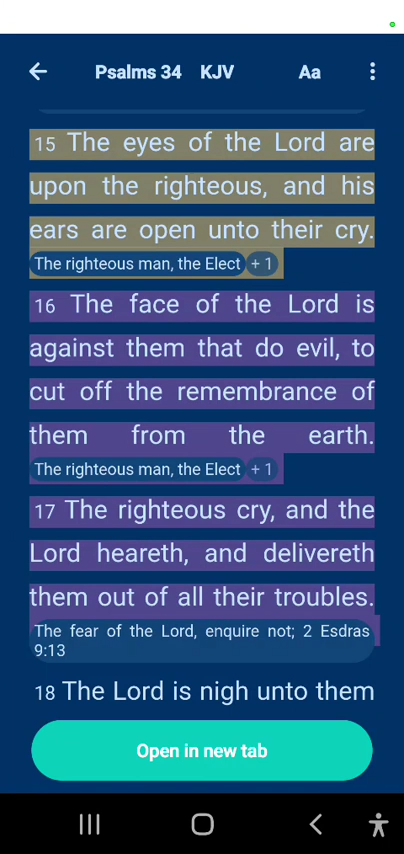 Psalms 34 KJV Aa
15 The eyes of the Lord are
upon the righteous, and his
ears are open unto their cry.
The righteous man, the Elect + 1
16 The face of the Lord is
against them that do evil, to
cut off the remembrance of
them from the earth.
The righteous man, the Elect + 1
17 The righteous cry, and the
Lord heareth, and delivereth
them out of all their troubles.
The fear of the Lord, enquire not; 2 Esdras
9:13
18 The Lord is nigh unto them
Open in new tab